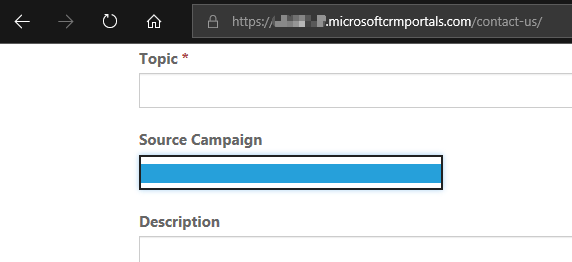 https://
.microsoftcrmportals.com/contact-us/
Topic *
Source Campaign
Description